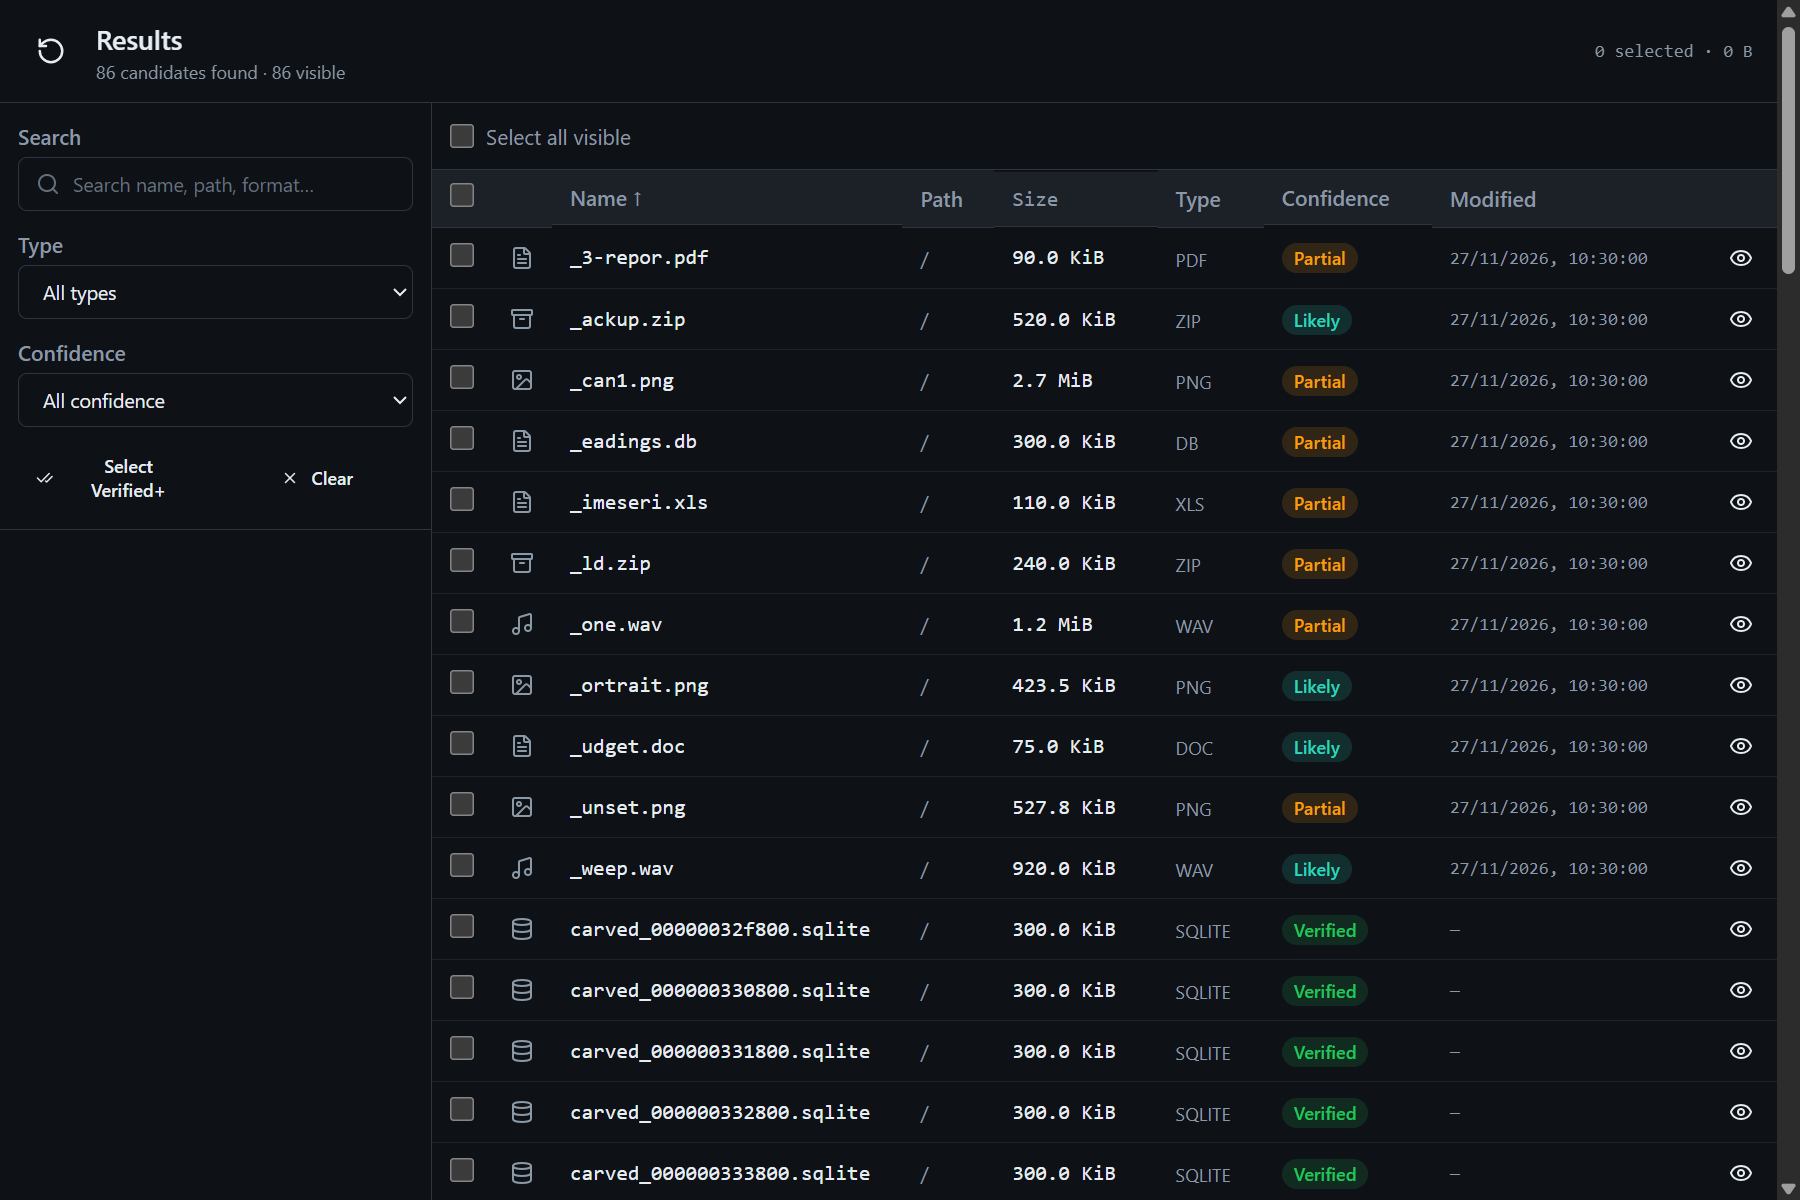 Results
86 candidates found · 86 visible
0 selected · 0 B
Search
Search name, path, format...
Type
All types
Confidence
All confidence
Select
Verified+
Clear
Select all visible
Name ↑ Path Size Type Confidence Modified
_3-repor.pdf / 90.0 KiB PDF Partial 27/11/2026, 10:30:00
_ackup.zip / 520.0 KiB ZIP Likely 27/11/2026, 10:30:00
_can1.png / 2.7 MiB PNG Partial 27/11/2026, 10:30:00
_eadings.db / 300.0 KiB DB Partial 27/11/2026, 10:30:00
_imeseri.xls / 110.0 KiB XLS Partial 27/11/2026, 10:30:00
_ld.zip / 240.0 KiB ZIP Partial 27/11/2026, 10:30:00
_one.wav / 1.2 MiB WAV Partial 27/11/2026, 10:30:00
_ortrait.png / 423.5 KiB PNG Likely 27/11/2026, 10:30:00
_udget.doc / 75.0 KiB DOC Likely 27/11/2026, 10:30:00
_unset.png / 527.8 KiB PNG Partial 27/11/2026, 10:30:00
_weep.wav / 920.0 KiB WAV Likely 27/11/2026, 10:30:00
carved_00000032f800.sqlite / 300.0 KiB SQLITE Verified —
carved_000000330800.sqlite / 300.0 KiB SQLITE Verified —
carved_000000331800.sqlite / 300.0 KiB SQLITE Verified —
carved_000000332800.sqlite / 300.0 KiB SQLITE Verified —
carved_000000333800.sqlite / 300.0 KiB SQLITE Verified —